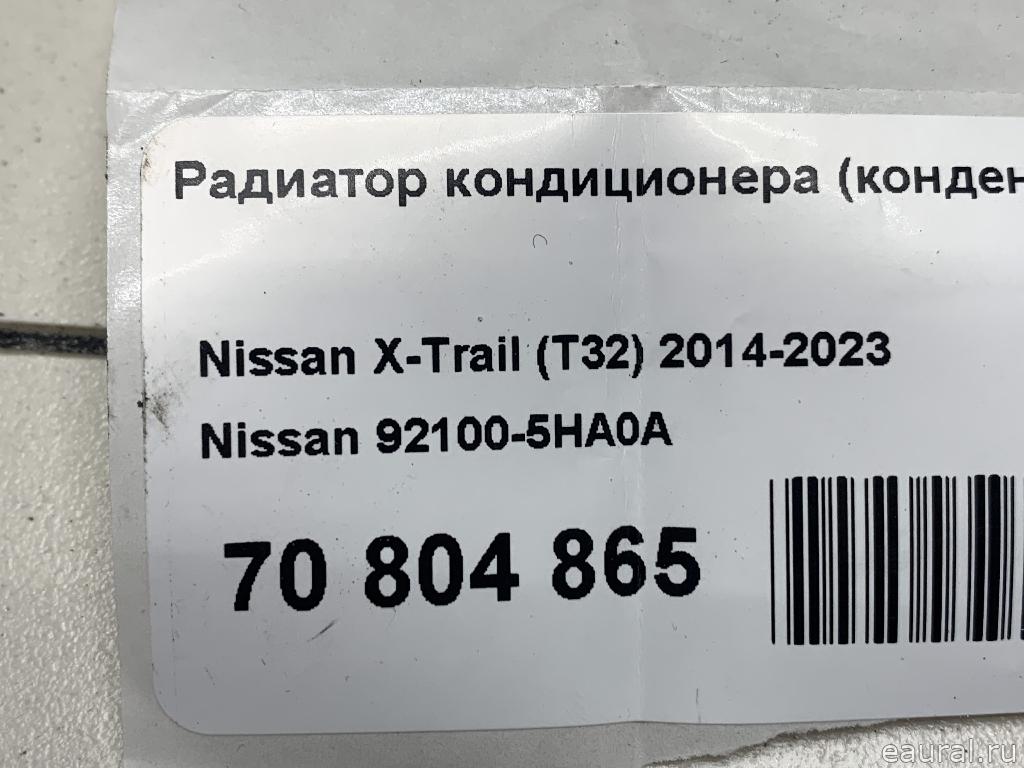 Радиатор кондиционера (конден
Nissan X-Trail (T32) 2014-2023
Nissan 92100-5HA0A
70 804 865
eaural.ru